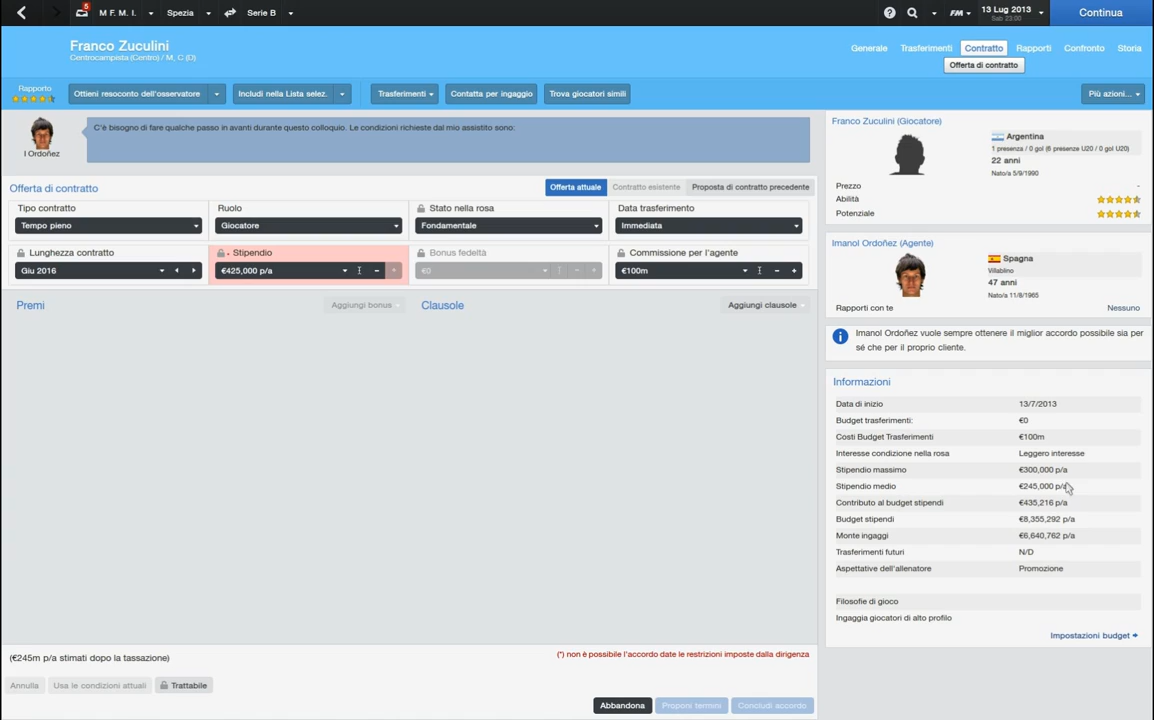 5
M F. M. I.
Spezia
Serie B
FM
13 Lug 2013
Sab 23:00
Continua
Franco Zuculini
Centrocampista (Centro) / M, C (D)
Generale
Trasferimenti
Contratto
Rapporti
Confronto
Storia
Offerta di contratto
Rapporto
Ottieni resoconto dell'osservatore
Includi nella Lista selez.
Trasferimenti
Contatta per ingaggio
Trova giocatori simili
Più azioni...
I Ordoñez
C'è bisogno di fare qualche passo in avanti durante questo colloquio. Le condizioni richieste dal mio assistito sono:
Offerta di contratto
Offerta attuale
Contratto esistente
Proposta di contratto precedente
Tipo contratto
Ruolo
Stato nella rosa
Data trasferimento
Tempo pieno
Giocatore
Fondamentale
Immediata
Lunghezza contratto
Stipendio
Bonus fedeltà
Commissione per l'agente
Giu 2016
€425,000 p/a
€0
€100m
Premi
Aggiungi bonus
Clausole
Aggiungi clausole
(€245m p/a stimati dopo la tassazione)
(*) non è possibile l'accordo date le restrizioni imposte dalla dirigenza
Annulla
Usa le condizioni attuali
Trattabile
Abbandona
Proponi termini
Concludi accordo
Franco Zuculini (Giocatore)
Argentina
1 presenza / 0 gol (6 presenze U20 / 0 gol U20)
22 anni
Nato/a 5/9/1990
Prezzo
-
Abilità
Potenziale
Imanol Ordoñez (Agente)
Spagna
Villablino
47 anni
Nato/a 11/8/1965
Rapporti con te
Nessuno
Imanol Ordoñez vuole sempre ottenere il miglior accordo possibile sia per
sé che per il proprio cliente.
Informazioni
Data di inizio
13/7/2013
Budget trasferimenti:
€0
Costi Budget Trasferimenti
€100m
Interesse condizione nella rosa
Leggero interesse
Stipendio massimo
€300,000 p/a
Stipendio medio
€245,000 p/a
Contributo al budget stipendi
€435,216 p/a
Budget stipendi
€8,355,292 p/a
Monte ingaggi
€6,640,762 p/a
Trasferimenti futuri
N/D
Aspettative dell'allenatore
Promozione
Filosofie di gioco
Ingaggia giocatori di alto profilo
Impostazioni budget